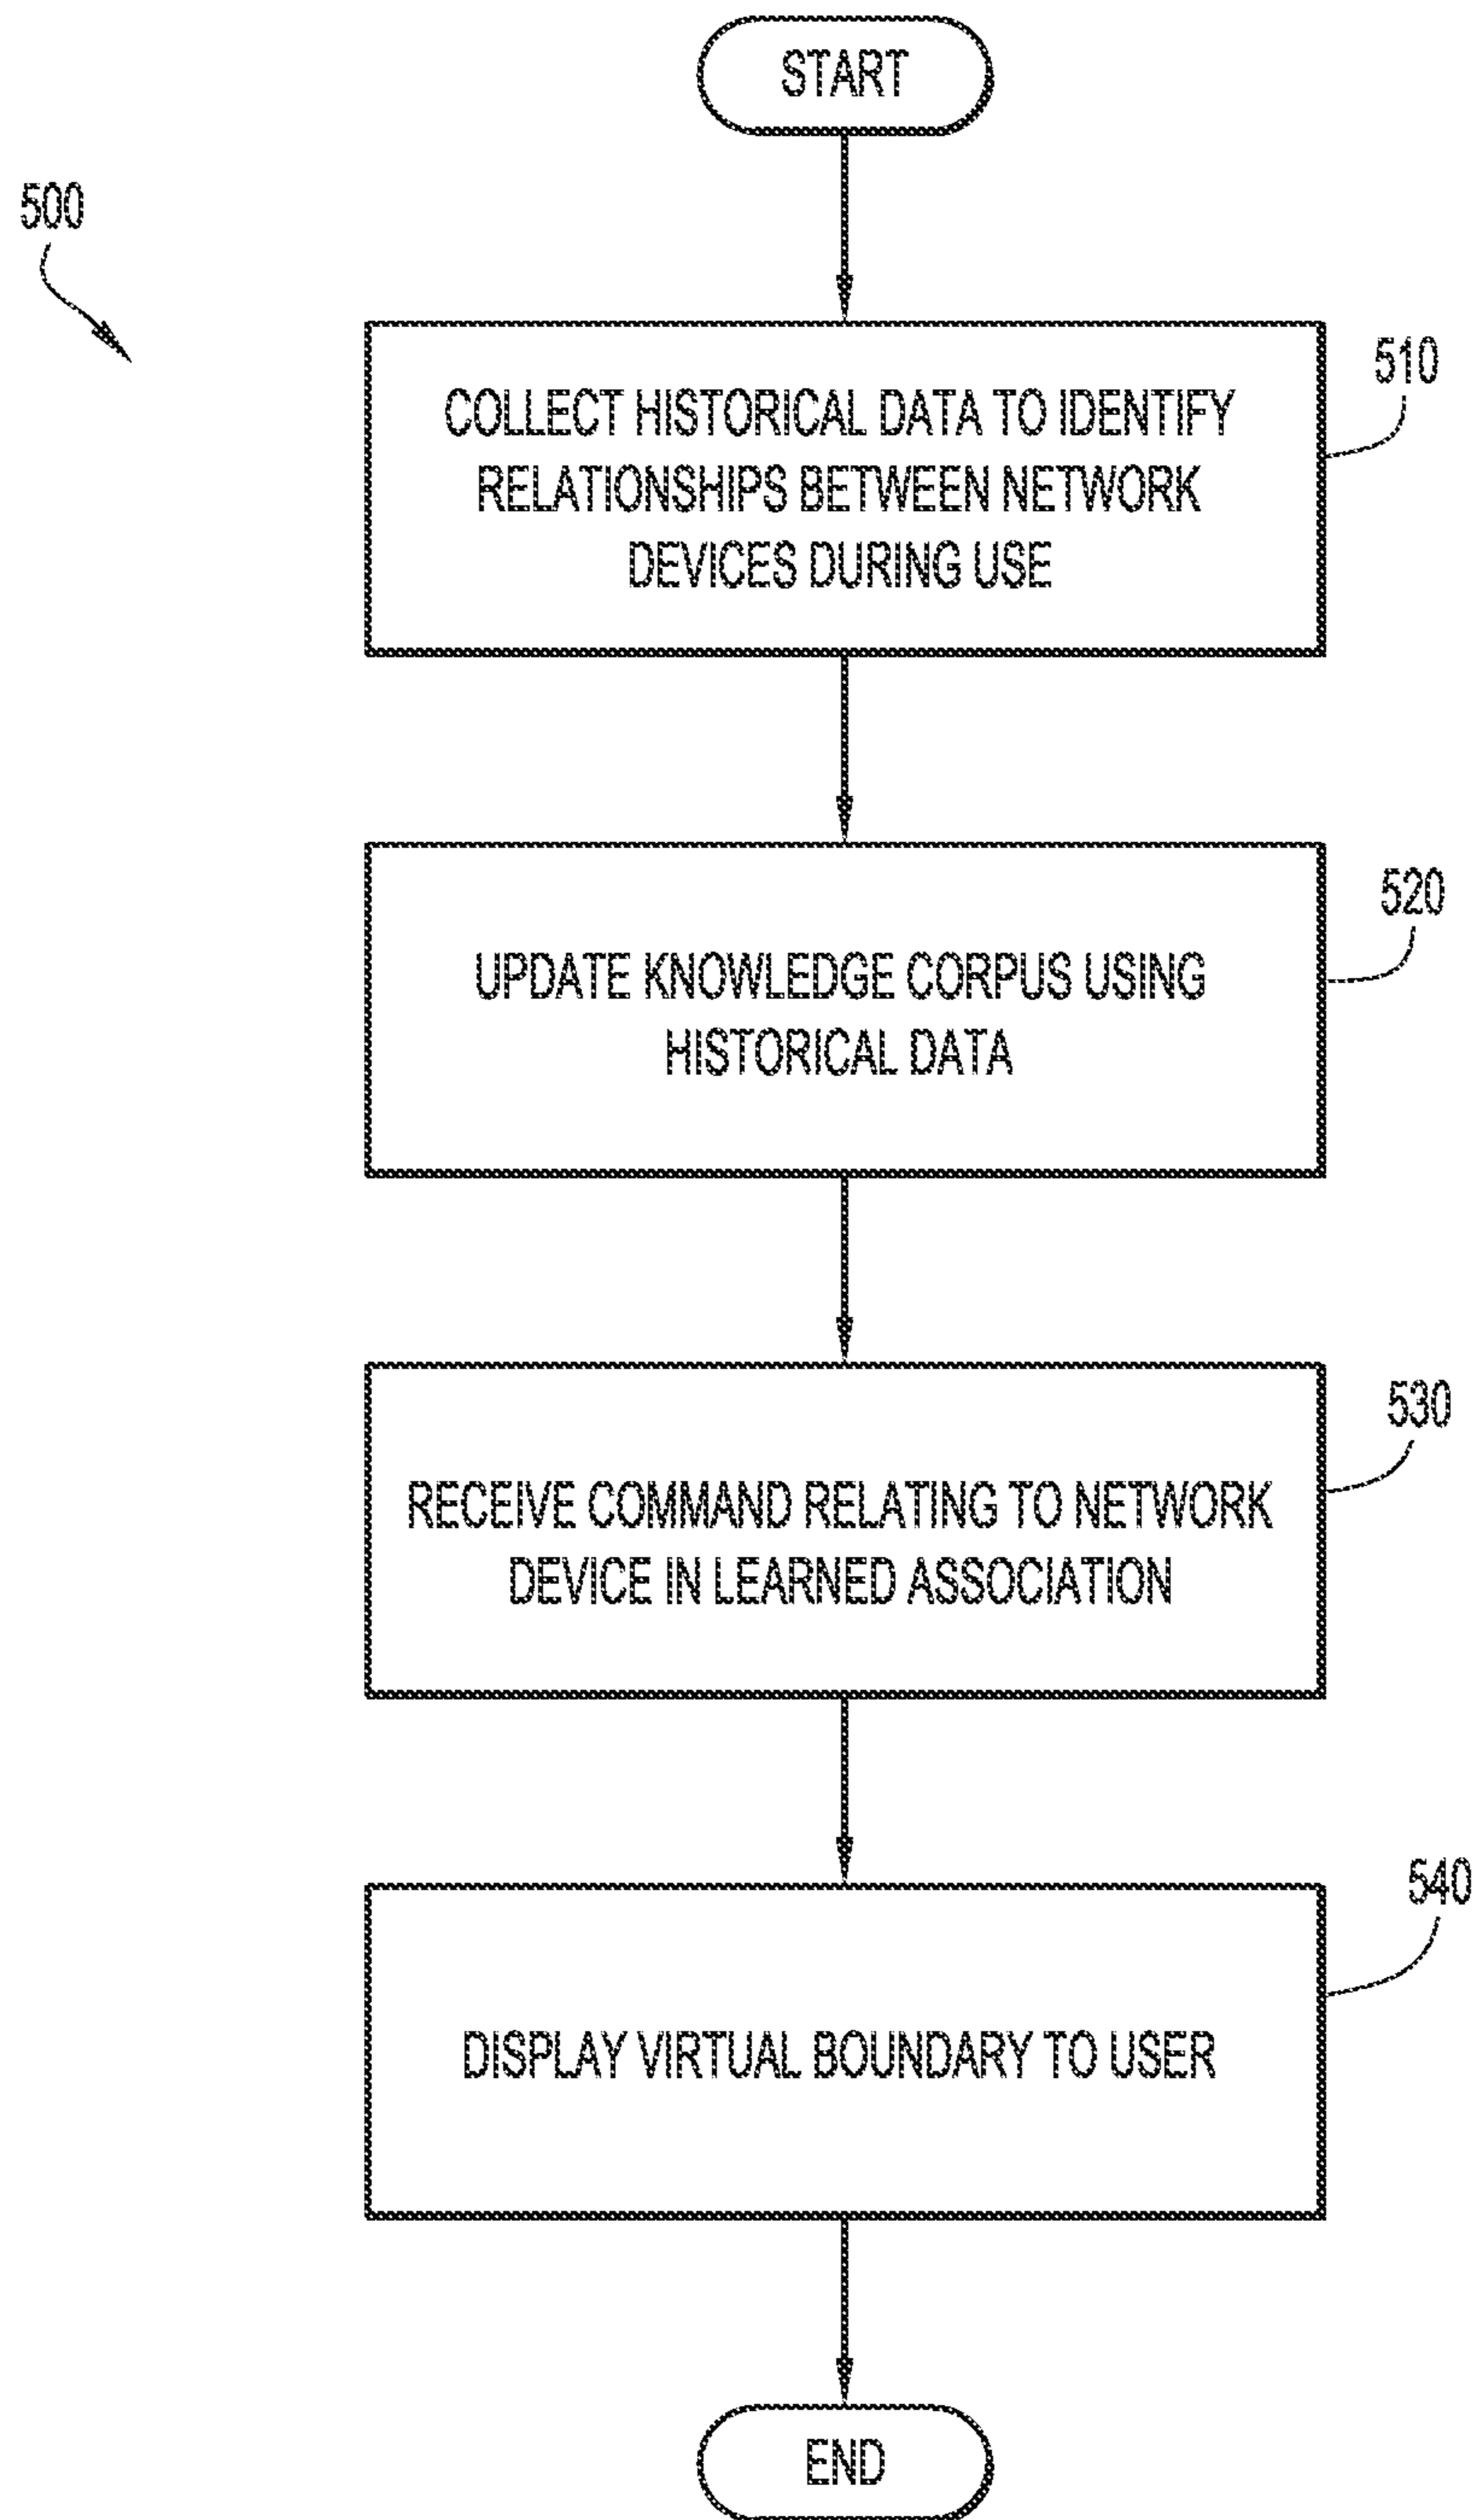 START
500
510
COLLECT HISTORICAL DATA TO IDENTIFY
RELATIONSHIPS BETWEEN NETWORK
DEVICES DURING USE
520
UPDATE KNOWLEDGE CORPUS USING
HISTORICAL DATA
530
RECEIVE COMMAND RELATING TO NETWORK
DEVICE IN LEARNED ASSOCIATION
540
DISPLAY VIRTUAL BOUNDARY TO USER
END